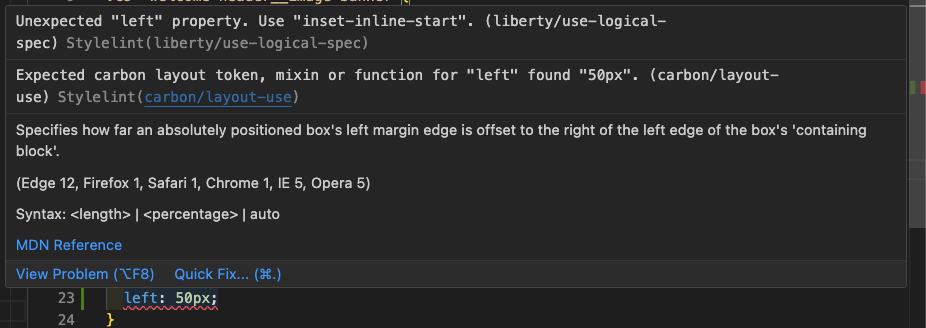 Unexpected "left" property. Use "inset-inline-start". (liberty/use-logical-
spec) Stylelint(liberty/use-logical-spec)
Expected carbon layout token, mixin or function for "left" found "50px". (carbon/layout-
use) Stylelint(carbon/layout-use)
Specifies how far an absolutely positioned box's left margin edge is offset to the right of the left edge of the box's 'containing
block'.
(Edge 12, Firefox 1, Safari 1, Chrome 1, IE 5, Opera 5)
Syntax: <length> | <percentage> | auto
MDN Reference
View Problem (⌥F8) Quick Fix... (⌘.)
23 left: 50px;
24 }